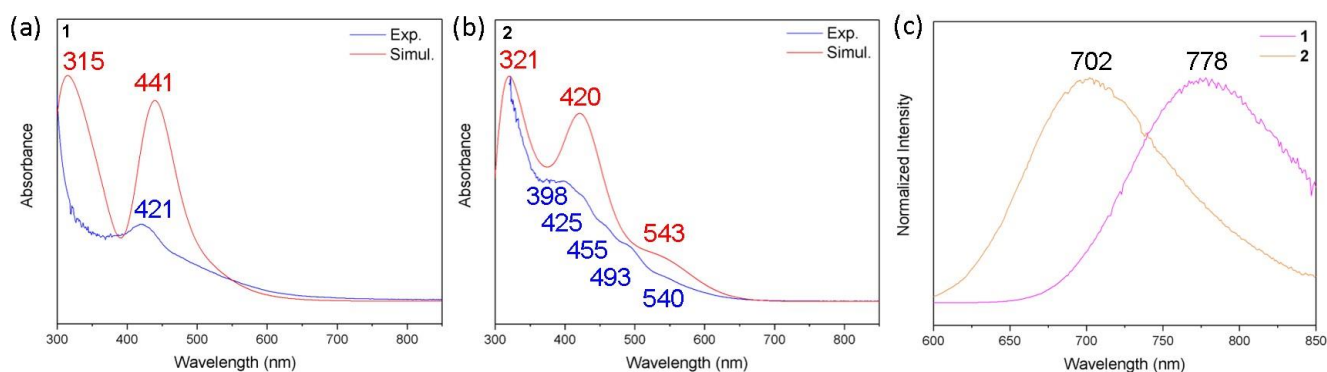 (a)
1
Exp.
Simul.
315
441
421
Absorbance
300 400 500 600 700 800
Wavelength (nm)
(b)
2
Exp.
Simul.
321
420
398
425
455
493
540
543
Absorbance
300 400 500 600 700 800
Wavelength (nm)
(c)
1
2
702
778
Normalized Intensity
600 650 700 750 800 850
Wavelength (nm)